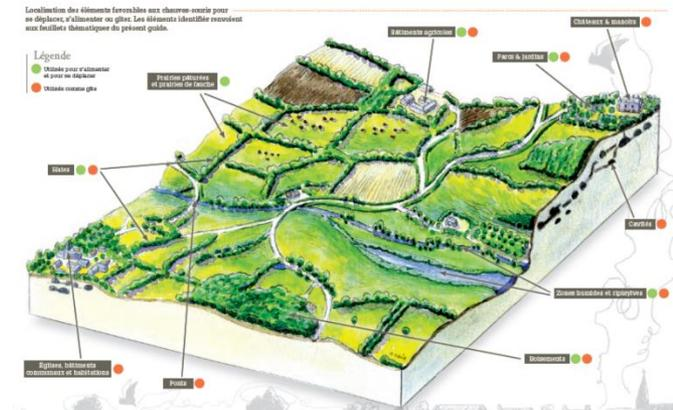 Localisation des éléments favorables aux chauves-souris pour
se déplacer, s'alimenter ou gîter. Les éléments identifiés renvoient
aux feuillets thématiques du présent guide.
Légende
Utilisés pour s'alimenter
et pour se déplacer
Utilisés comme gîte
Châteaux & manoirs
Bâtiments agricoles
Parcs & jardins
Prairies pâturées
et prairies de fauche
Haies
Cavités
Zones humides et ripisylves
Boisements
Églises, bâtiments
communaux et habitations
Ponts